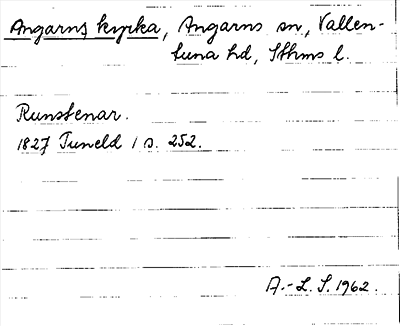 Angarns kyrka, Angarns sn, Vallen-
tuna hd, Sthms l.
Runstenar.
1827 Tuneld 1 s. 252.
A.-L. S. 1962.